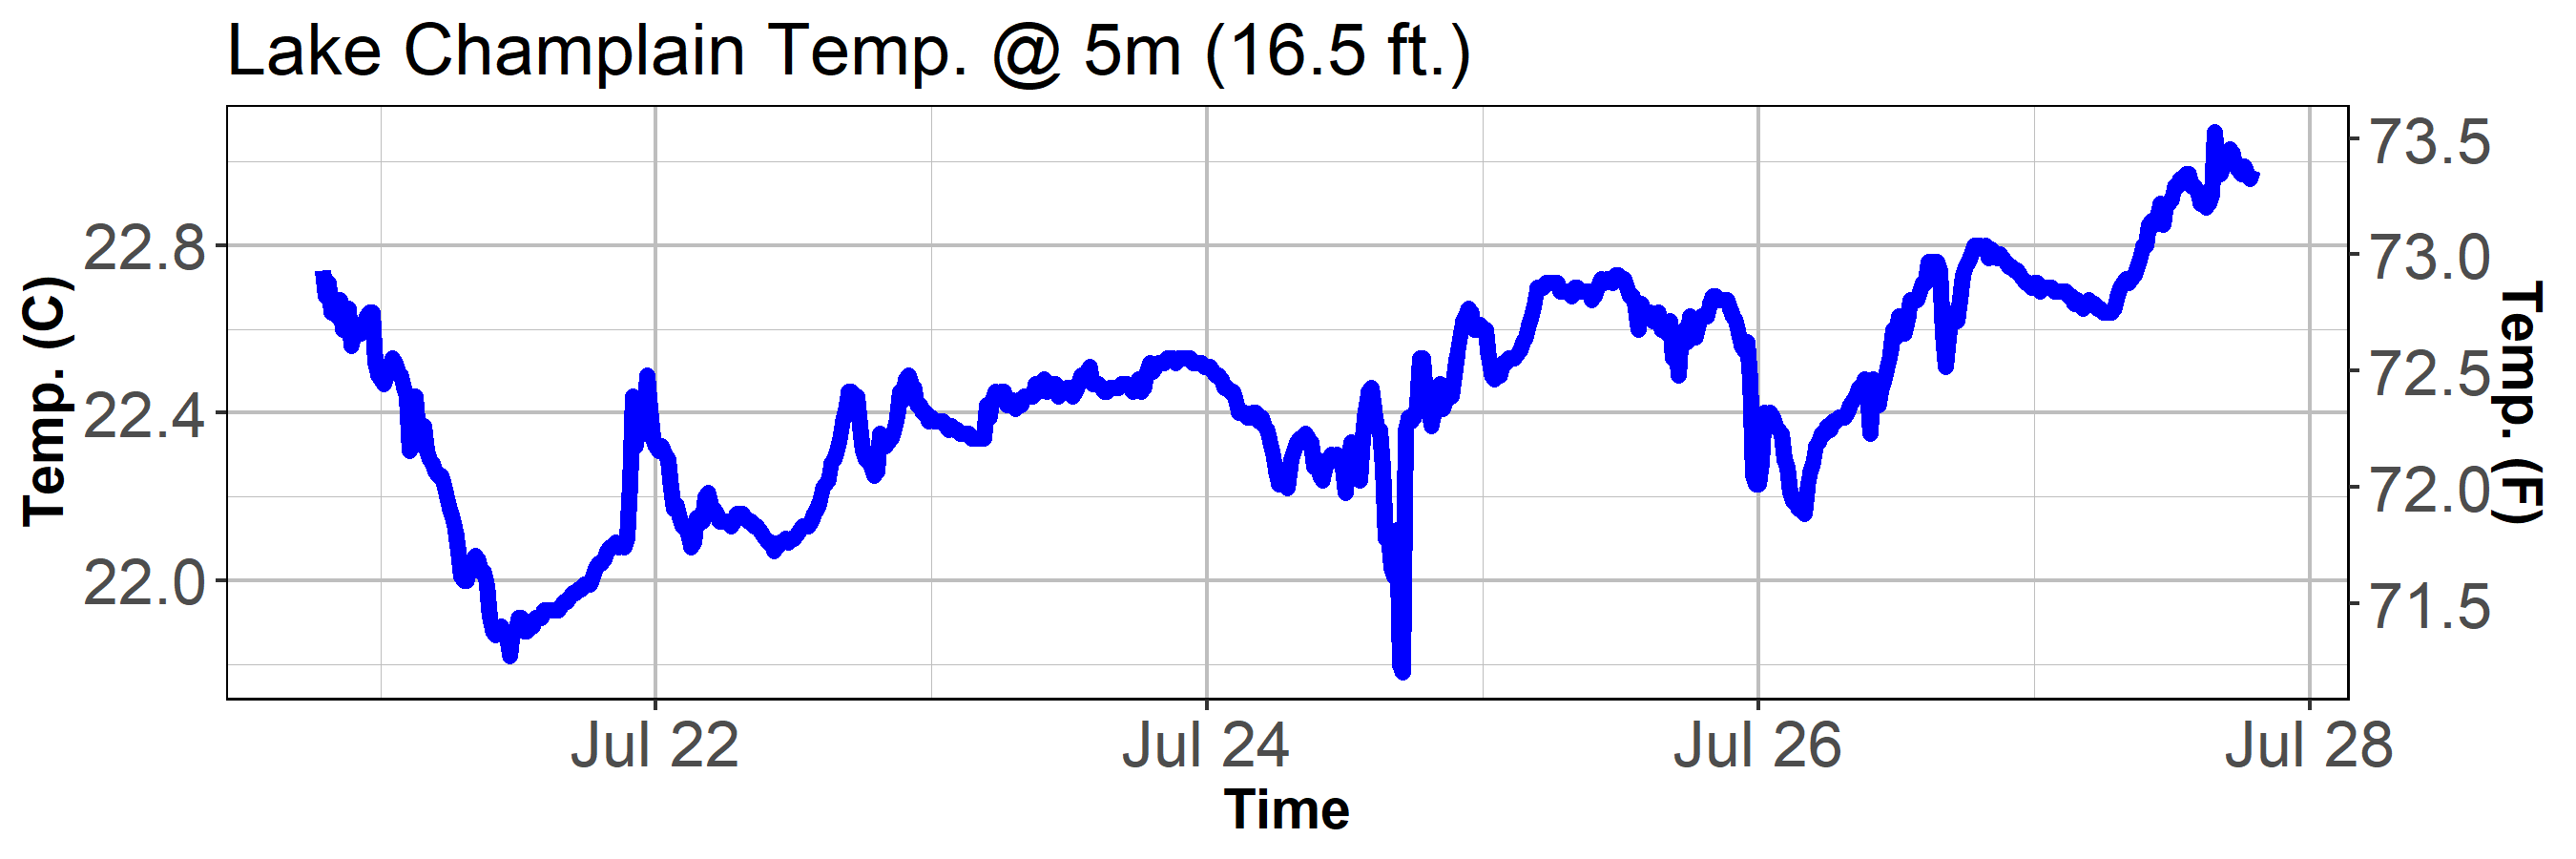 Lake Champlain Temp. @ 5m (16.5 ft.)
Temp. (C)
22.8
22.4
22.0
73.5
73.0
72.5
72.0
71.5
Temp. (F)
Jul 22 Jul 24 Jul 26 Jul 28
Time